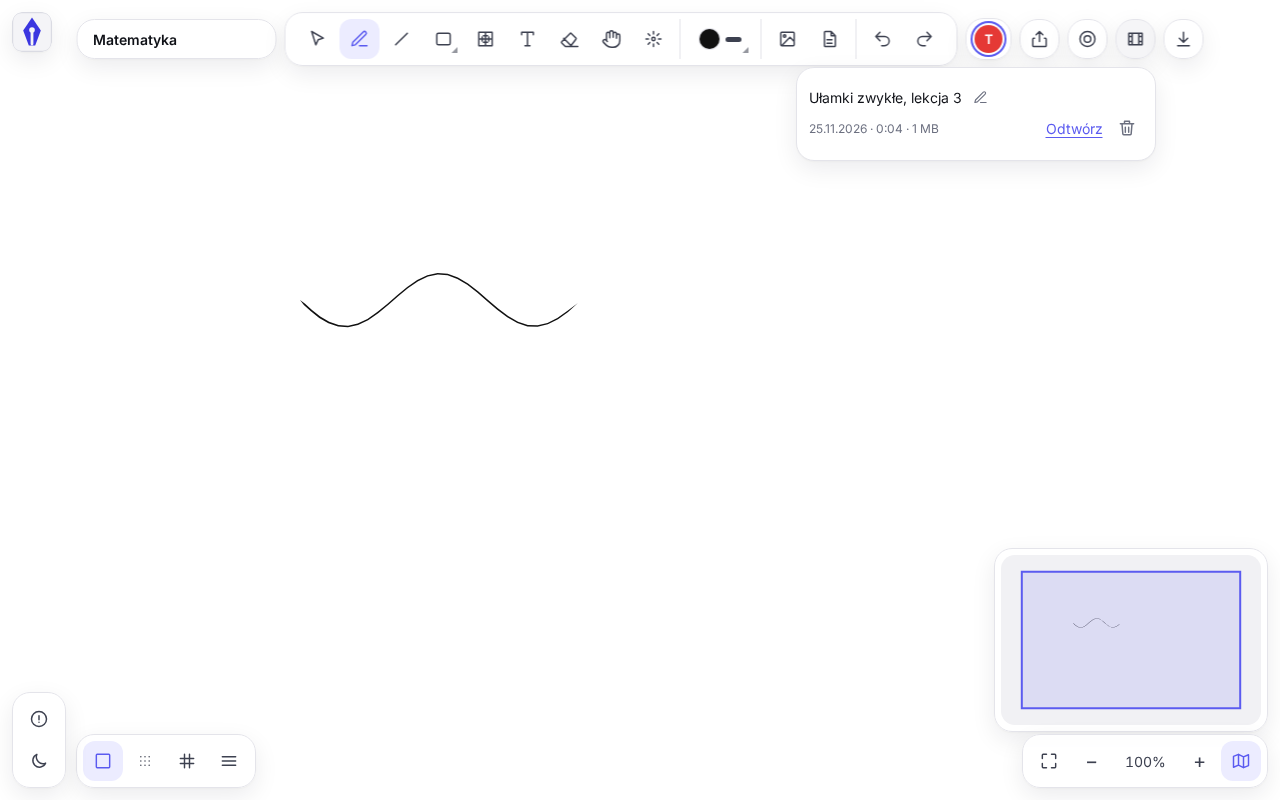 Matematyka
T
Ułamki zwykłe, lekcja 3
25.11.2026 · 0:04 · 1 MB
Odtwórz
100%